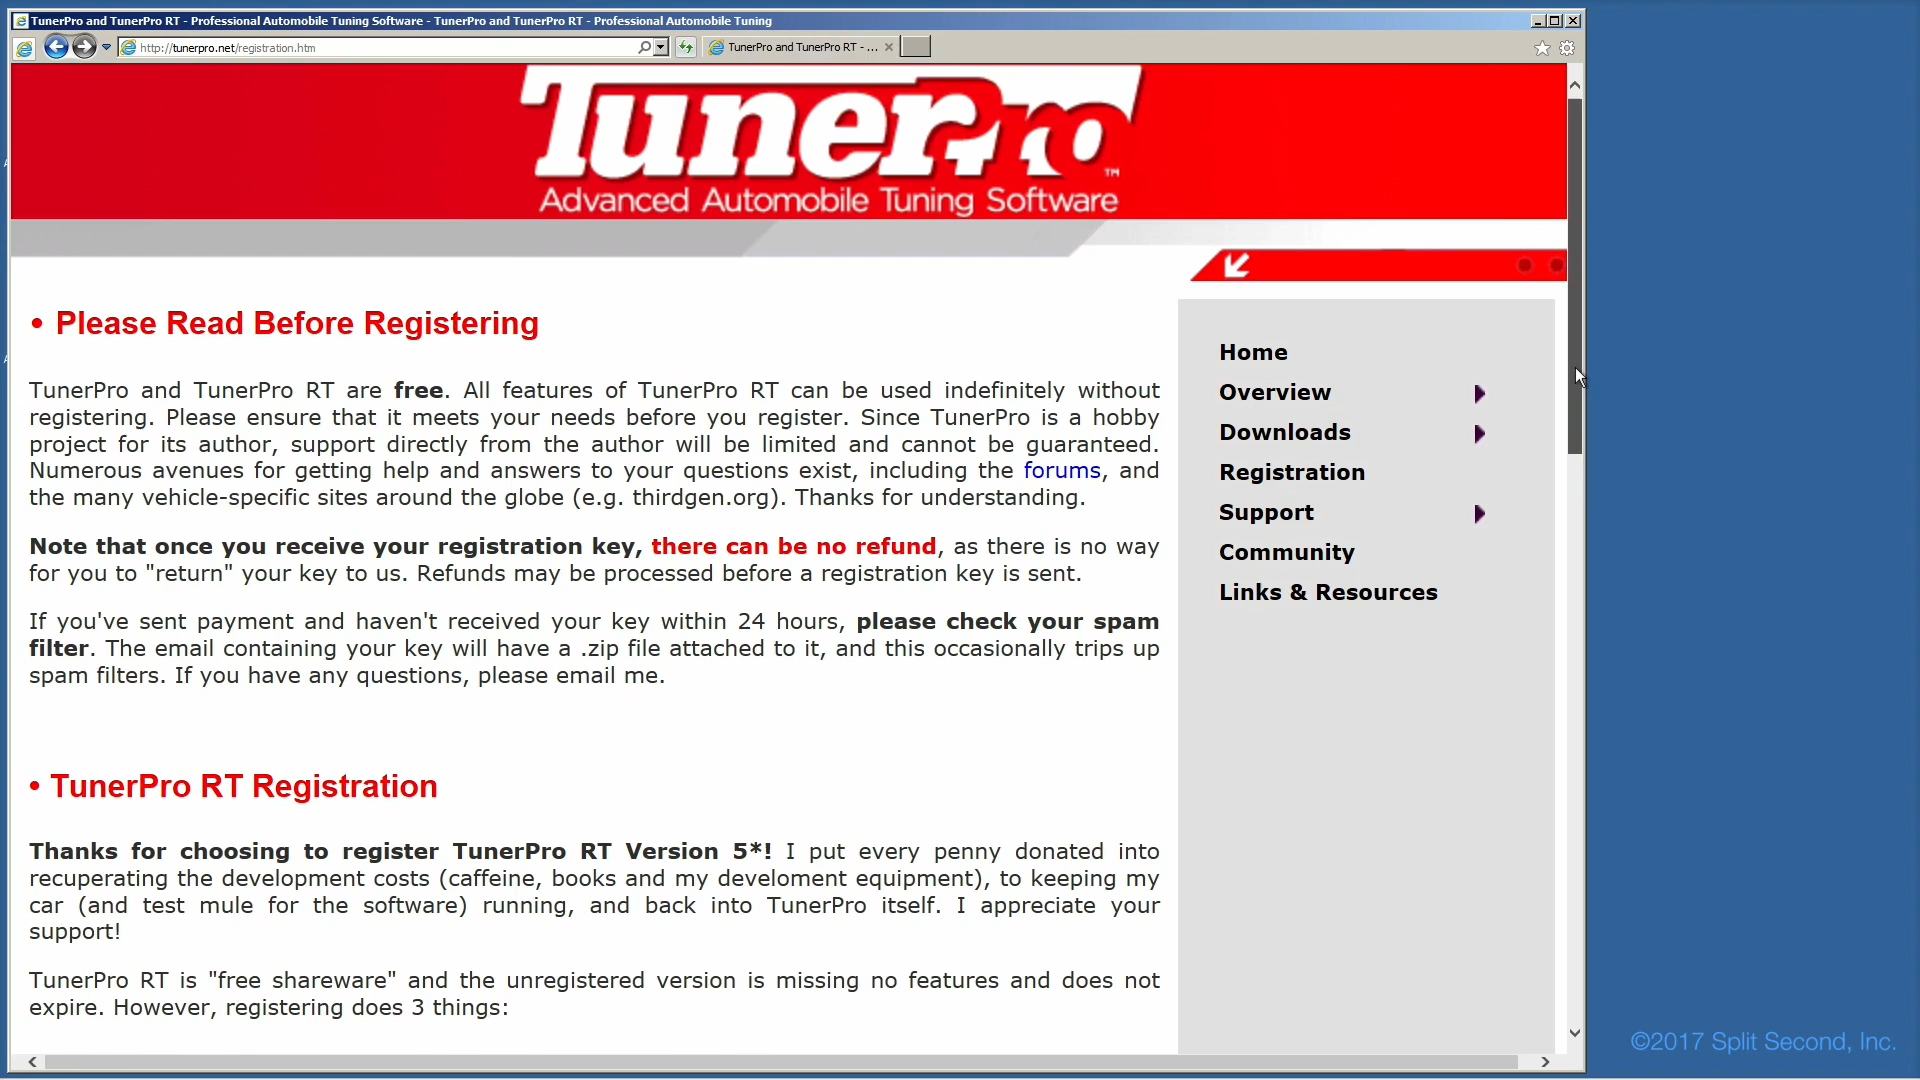 TunerPro and TunerPro RT - Professional Automobile Tuning Software - TunerPro and TunerPro RT - Professional Automobile Tuning
http://tunerpro.net/registration.htm
TunerPro and TunerPro RT - ...
TunerPro
™
Advanced Automobile Tuning Software
• Please Read Before Registering
TunerPro and TunerPro RT are free. All features of TunerPro RT can be used indefinitely without
registering. Please ensure that it meets your needs before you register. Since TunerPro is a hobby
project for its author, support directly from the author will be limited and cannot be guaranteed.
Numerous avenues for getting help and answers to your questions exist, including the forums, and
the many vehicle-specific sites around the globe (e.g. thirdgen.org). Thanks for understanding.
Note that once you receive your registration key, there can be no refund, as there is no way
for you to "return" your key to us. Refunds may be processed before a registration key is sent.
If you've sent payment and haven't received your key within 24 hours, please check your spam
filter. The email containing your key will have a .zip file attached to it, and this occasionally trips up
spam filters. If you have any questions, please email me.
• TunerPro RT Registration
Thanks for choosing to register TunerPro RT Version 5*! I put every penny donated into
recuperating the development costs (caffeine, books and my develoment equipment), to keeping my
car (and test mule for the software) running, and back into TunerPro itself. I appreciate your
support!
TunerPro RT is "free shareware" and the unregistered version is missing no features and does not
expire. However, registering does 3 things:
Home
Overview
Downloads
Registration
Support
Community
Links & Resources
©2017 Split Second, Inc.